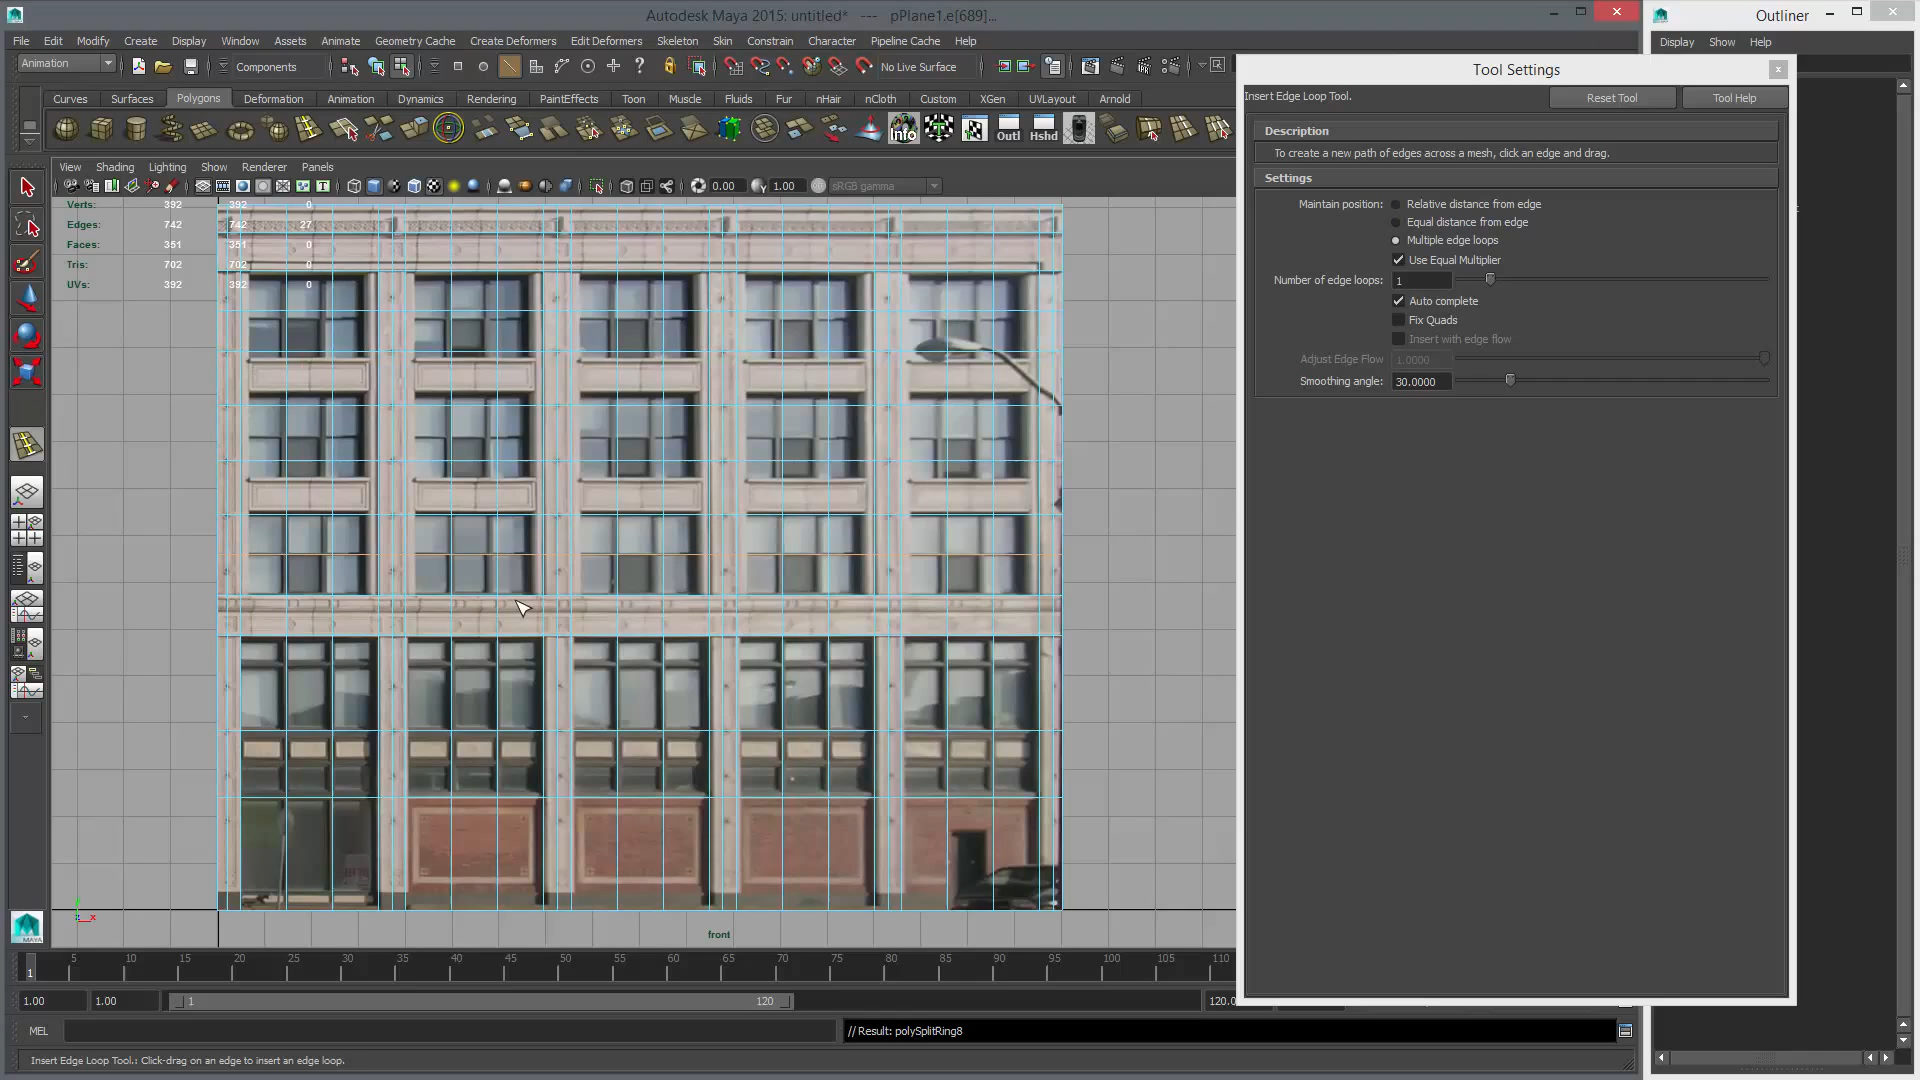 Autodesk Maya 2015: untitled*   ---   pPlane1.e[689]...
Outliner
File Edit Modify Create Display Window Assets Animate Geometry Cache Create Deformers Edit Deformers Skeleton Skin Constrain Character Pipeline Cache Help
Display Show Help
Animation
Components
No Live Surface
Tool Settings
Curves Surfaces Polygons Deformation Animation Dynamics Rendering PaintEffects Toon Muscle Fluids Fur nHair nCloth Custom XGen UVLayout Arnold
Insert Edge Loop Tool.
Reset Tool
Tool Help
Info
Outl
Hshd
Description
To create a new path of edges across a mesh, click an edge and drag.
Settings
View Shading Lighting Show Renderer Panels
0.00
1.00
sRGB gamma
Verts: 392 392 0
Edges: 742 742 27
Faces: 351 351 0
Tris: 702 702 0
UVs: 392 392 0
Maintain position:
Relative distance from edge
Equal distance from edge
Multiple edge loops
Use Equal Multiplier
Number of edge loops: 1
Auto complete
Fix Quads
Insert with edge flow
Adjust Edge Flow 1.0000
Smoothing angle: 30.0000
front
MAYA
1 5 10 15 20 25 30 35 40 45 50 55 60 65 70 75 80 85 90 95 100 105 110
1.00
1.00
1
120
120.0
MEL
// Result: polySplitRing8
Insert Edge Loop Tool.: Click-drag on an edge to insert an edge loop.